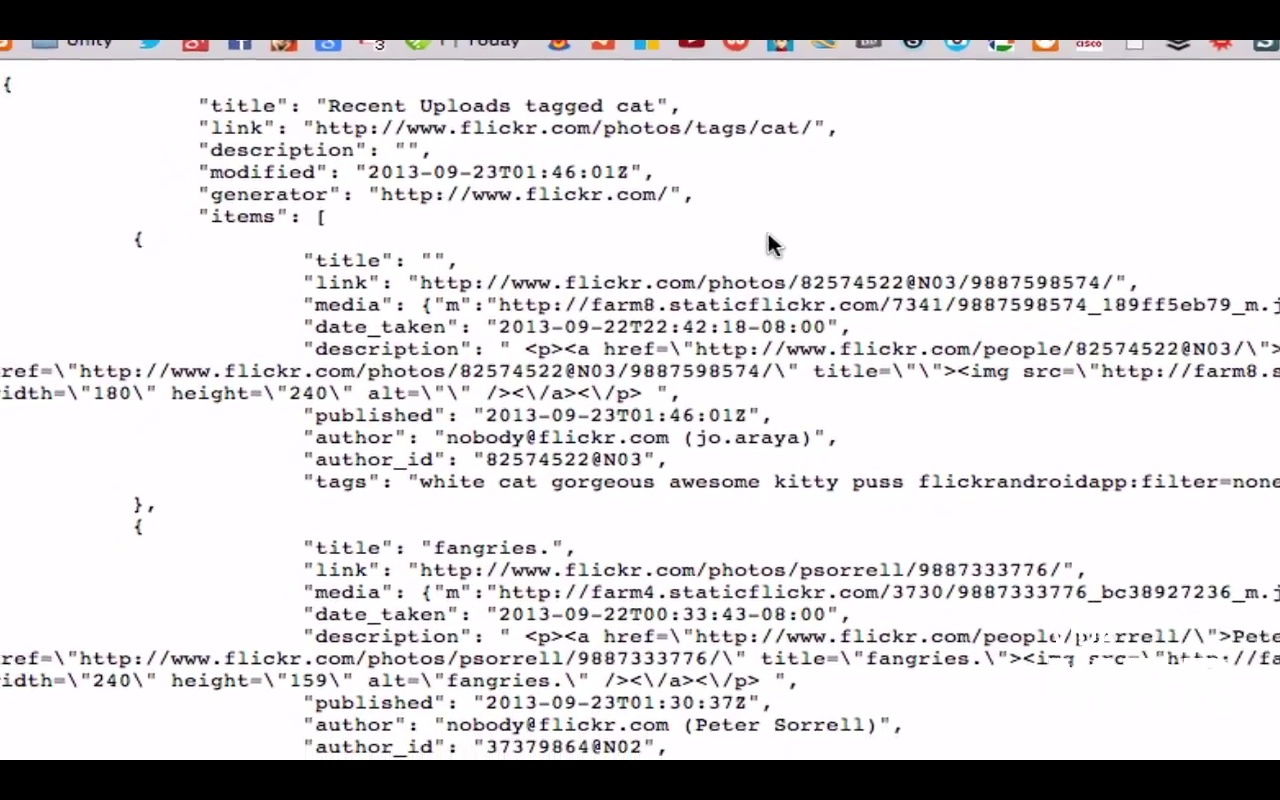 Unity
3
Today
cisco
{
"title": "Recent Uploads tagged cat",
"link": "http://www.flickr.com/photos/tags/cat/",
"description": "",
"modified": "2013-09-23T01:46:01Z",
"generator": "http://www.flickr.com/",
"items": [
{
"title": "",
"link": "http://www.flickr.com/photos/82574522@N03/9887598574/",
"media": {"m":"http://farm8.staticflickr.com/7341/9887598574_189ff5eb79_m.j
"date_taken": "2013-09-22T22:42:18-08:00",
"description": " <p><a href=\"http://www.flickr.com/people/82574522@N03/\">
ref=\"http://www.flickr.com/photos/82574522@N03/9887598574/\" title=\"\"><img src=\"http://farm8.s
idth=\"180\" height=\"240\" alt=\"\" /><\/a><\/p> ",
"published": "2013-09-23T01:46:01Z",
"author": "nobody@flickr.com (jo.araya)",
"author_id": "82574522@N03",
"tags": "white cat gorgeous awesome kitty puss flickrandroidapp:filter=none
},
{
"title": "fangries.",
"link": "http://www.flickr.com/photos/psorrell/9887333776/",
"media": {"m":"http://farm4.staticflickr.com/3730/9887333776_bc38927236_m.j
"date_taken": "2013-09-22T00:33:43-08:00",
"description": " <p><a href=\"http://www.flickr.com/people/psorrell/\">Pete
ref=\"http://www.flickr.com/photos/psorrell/9887333776/\" title=\"fangries.\"><img src=\"http://fa
idth=\"240\" height=\"159\" alt=\"fangries.\" /><\/a><\/p> ",
"published": "2013-09-23T01:30:37Z",
"author": "nobody@flickr.com (Peter Sorrell)",
"author_id": "37379864@N02",